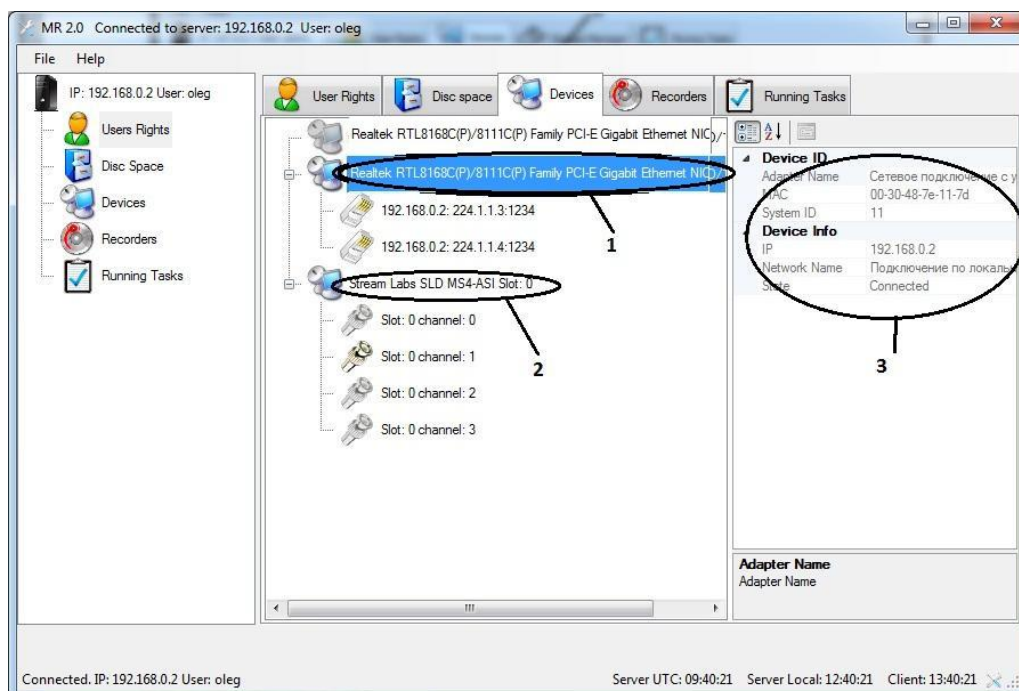 MR 2.0 Connected to server: 192.168.0.2 User: oleg
File Help
IP: 192.168.0.2 User: oleg
Users Rights
Disc Space
Devices
Recorders
Running Tasks
User Rights Disc space Devices Recorders Running Tasks
Realtek RTL8168C(P)/8111C(P) Family PCI-E Gigabit Ethernet NIC
Realtek RTL8168C(P)/8111C(P) Family PCI-E Gigabit Ethernet NIC
192.168.0.2: 224.1.1.3:1234
192.168.0.2: 224.1.1.4:1234
1
Stream Labs SLD MS4-ASI Slot: 0
Slot: 0 channel: 0
Slot: 0 channel: 1
2
Slot: 0 channel: 2
Slot: 0 channel: 3
Device ID
Adapter Name Сетевое подключение с у
MAC 00-30-48-7e-11-7d
System ID 11
Device Info
IP 192.168.0.2
Network Name Подключение по локаль
State Connected
3
Adapter Name
Adapter Name
Connected. IP: 192.168.0.2 User: oleg
Server UTC: 09:40:21 Server Local: 12:40:21 Client: 13:40:21